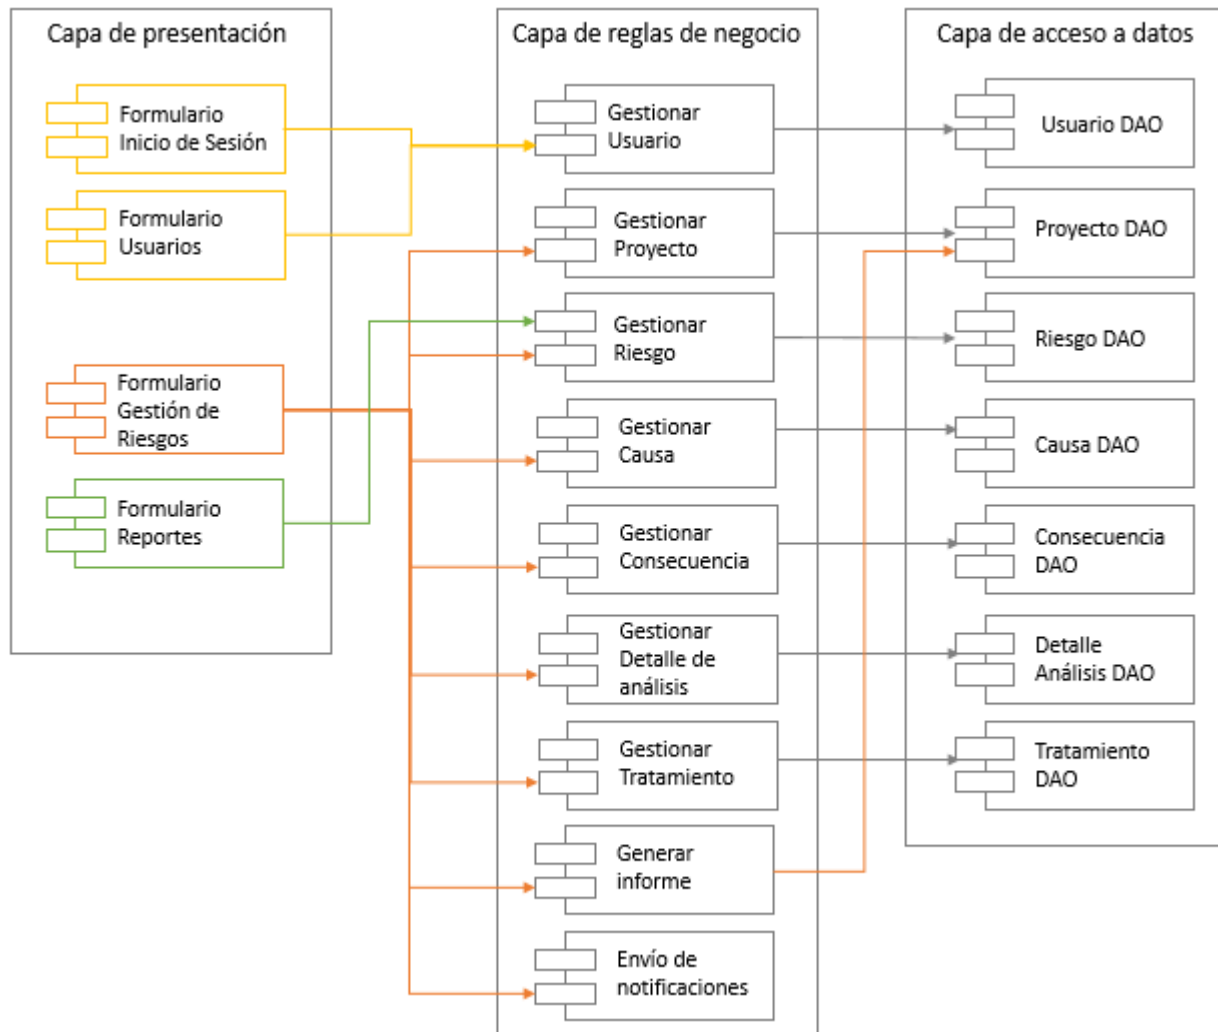 Capa de presentación
Formulario
Inicio de Sesión
Formulario
Usuarios
Formulario
Gestión de
Riesgos
Formulario
Reportes
Capa de reglas de negocio
Gestionar
Usuario
Gestionar
Proyecto
Gestionar
Riesgo
Gestionar
Causa
Gestionar
Consecuencia
Gestionar
Detalle de
análisis
Gestionar
Tratamiento
Generar
informe
Envío de
notificaciones
Capa de acceso a datos
Usuario DAO
Proyecto DAO
Riesgo DAO
Causa DAO
Consecuencia
DAO
Detalle
Análisis DAO
Tratamiento
DAO